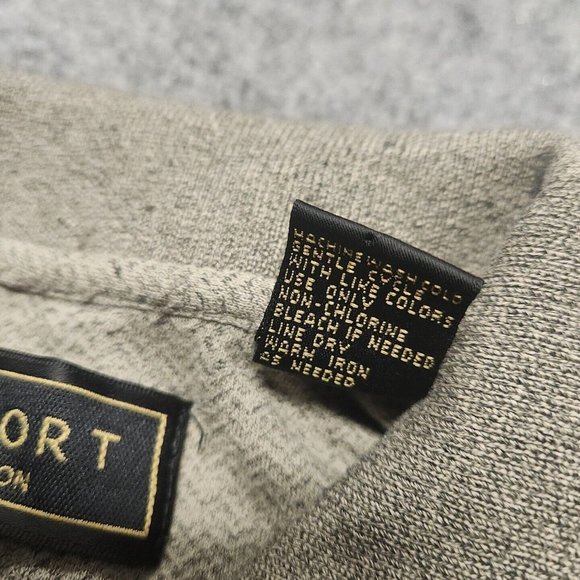 MACHINE WASH COLD
GENTLE CYCLE
WITH LIKE COLORS
USE ONLY
NON-CHLORINE
BLEACH IF NEEDED
LINE DRY
WARM IRON
AS NEEDED
ORT
ON